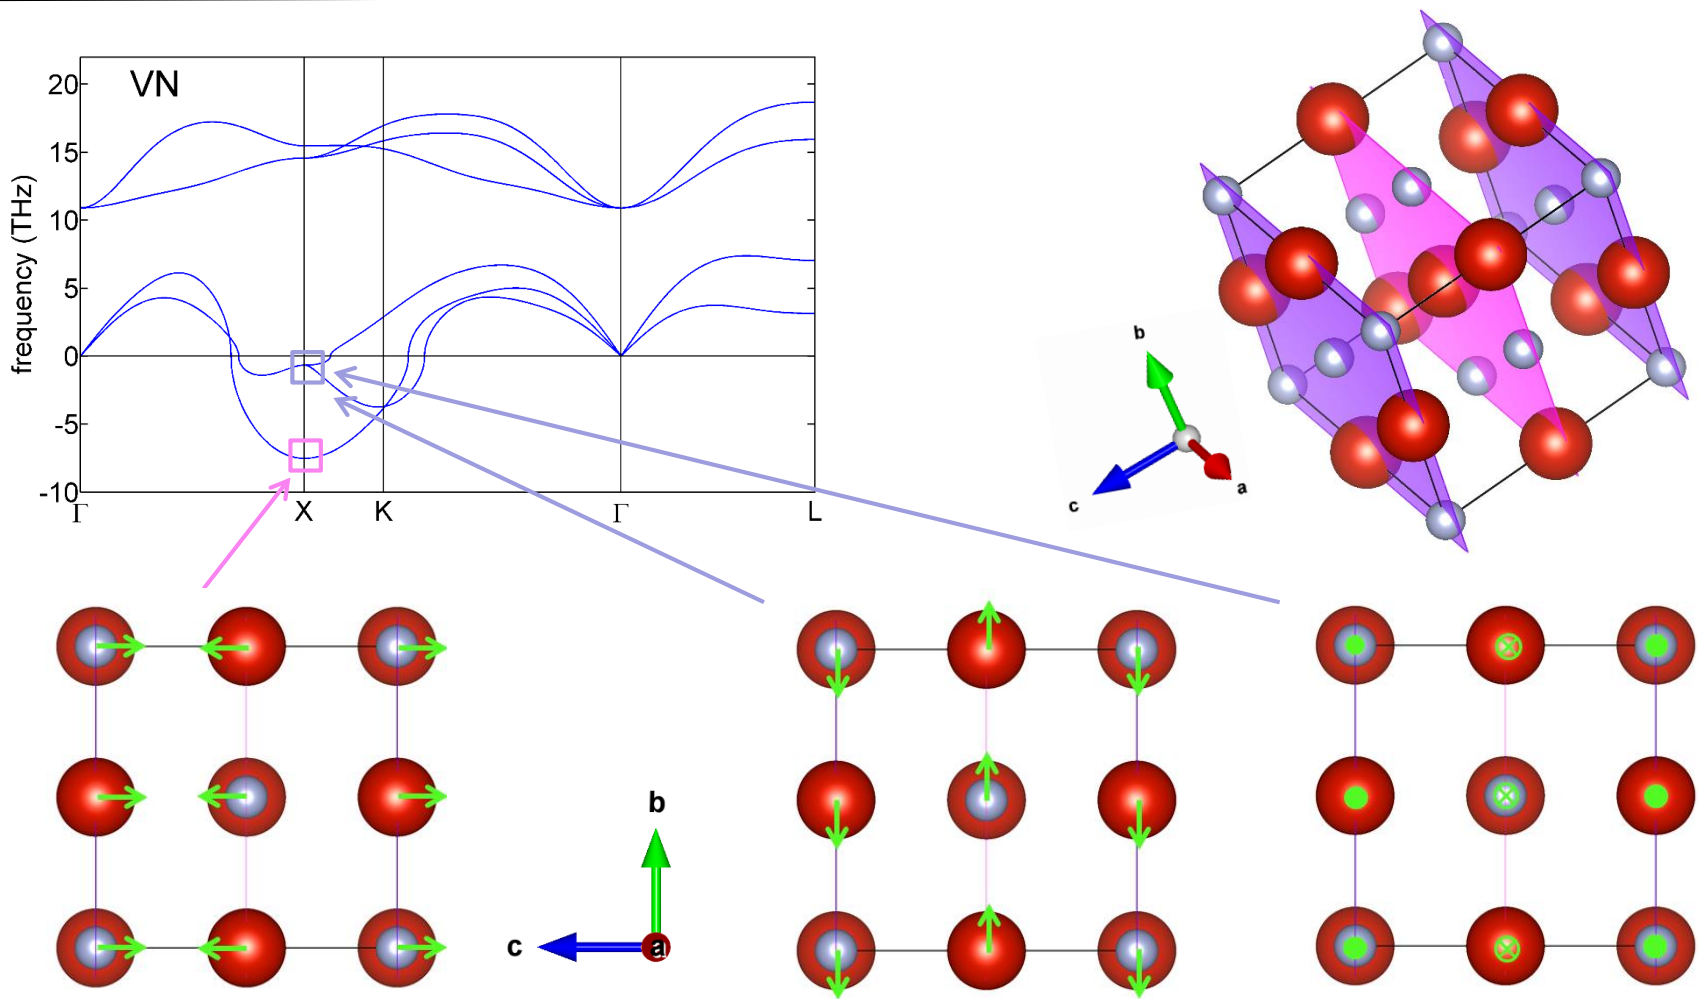 VN
frequency (THz)
20
15
10
5
0
-5
-10
Γ X K Γ L
b
c
a
b
c
a